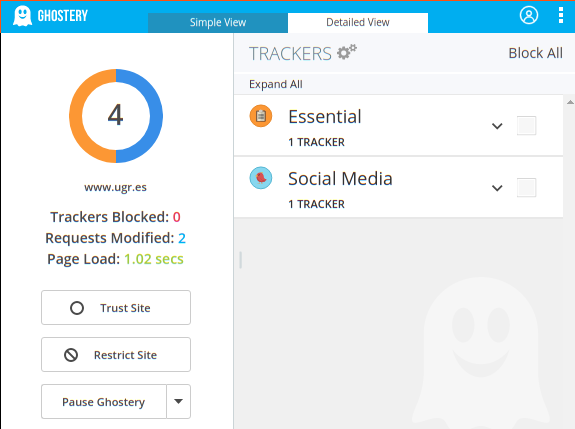 GHOSTERY
Simple View
Detailed View
4
www.ugr.es
Trackers Blocked: 0
Requests Modified: 2
Page Load: 1.02 secs
Trust Site
Restrict Site
Pause Ghostery
TRACKERS
Block All
Expand All
Essential
1 TRACKER
Social Media
1 TRACKER